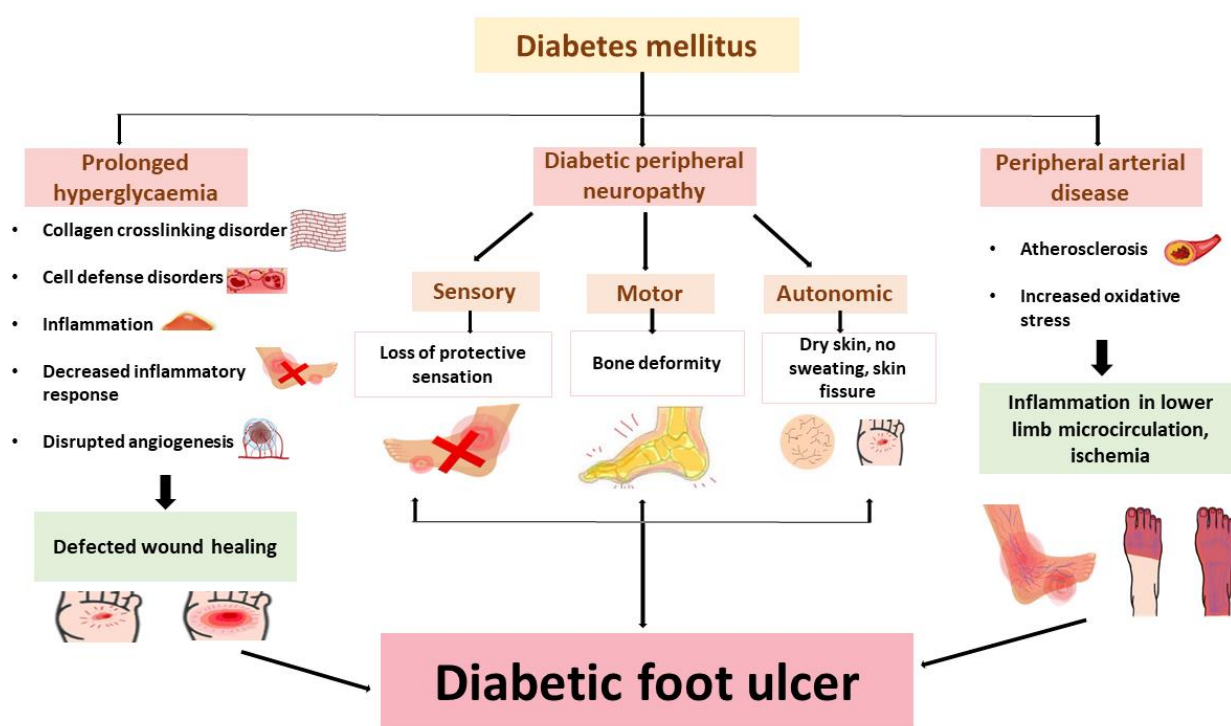 Diabetes mellitus
Prolonged
hyperglycaemia
• Collagen crosslinking disorder
• Cell defense disorders
• Inflammation
• Decreased inflammatory
response
• Disrupted angiogenesis
Defected wound healing
Diabetic peripheral
neuropathy
Sensory
Loss of protective
sensation
Motor
Bone deformity
Autonomic
Dry skin, no
sweating, skin
fissure
Peripheral arterial
disease
• Atherosclerosis
• Increased oxidative
stress
Inflammation in lower
limb microcirculation,
ischemia
Diabetic foot ulcer